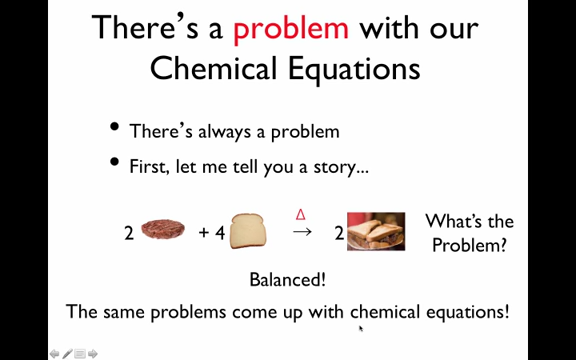 There's a problem with our
Chemical Equations
• There's always a problem
• First, let me tell you a story...
2 + 4 Δ → 2 What's the
Problem?
Balanced!
The same problems come up with chemical equations!